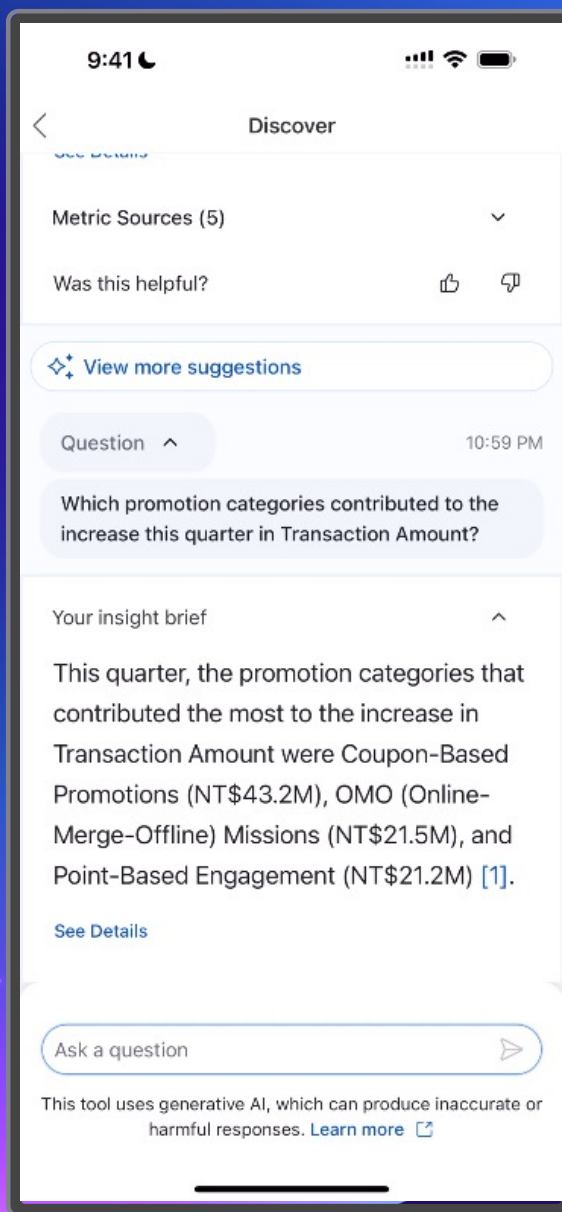 9:41
Discover
See Details
Metric Sources (5)
Was this helpful?
View more suggestions
Question
10:59 PM
Which promotion categories contributed to the
increase this quarter in Transaction Amount?
Your insight brief
This quarter, the promotion categories that
contributed the most to the increase in
Transaction Amount were Coupon-Based
Promotions (NT$43.2M), OMO (Online-
Merge-Offline) Missions (NT$21.5M), and
Point-Based Engagement (NT$21.2M) [1].
See Details
Ask a question
This tool uses generative AI, which can produce inaccurate or
harmful responses. Learn more